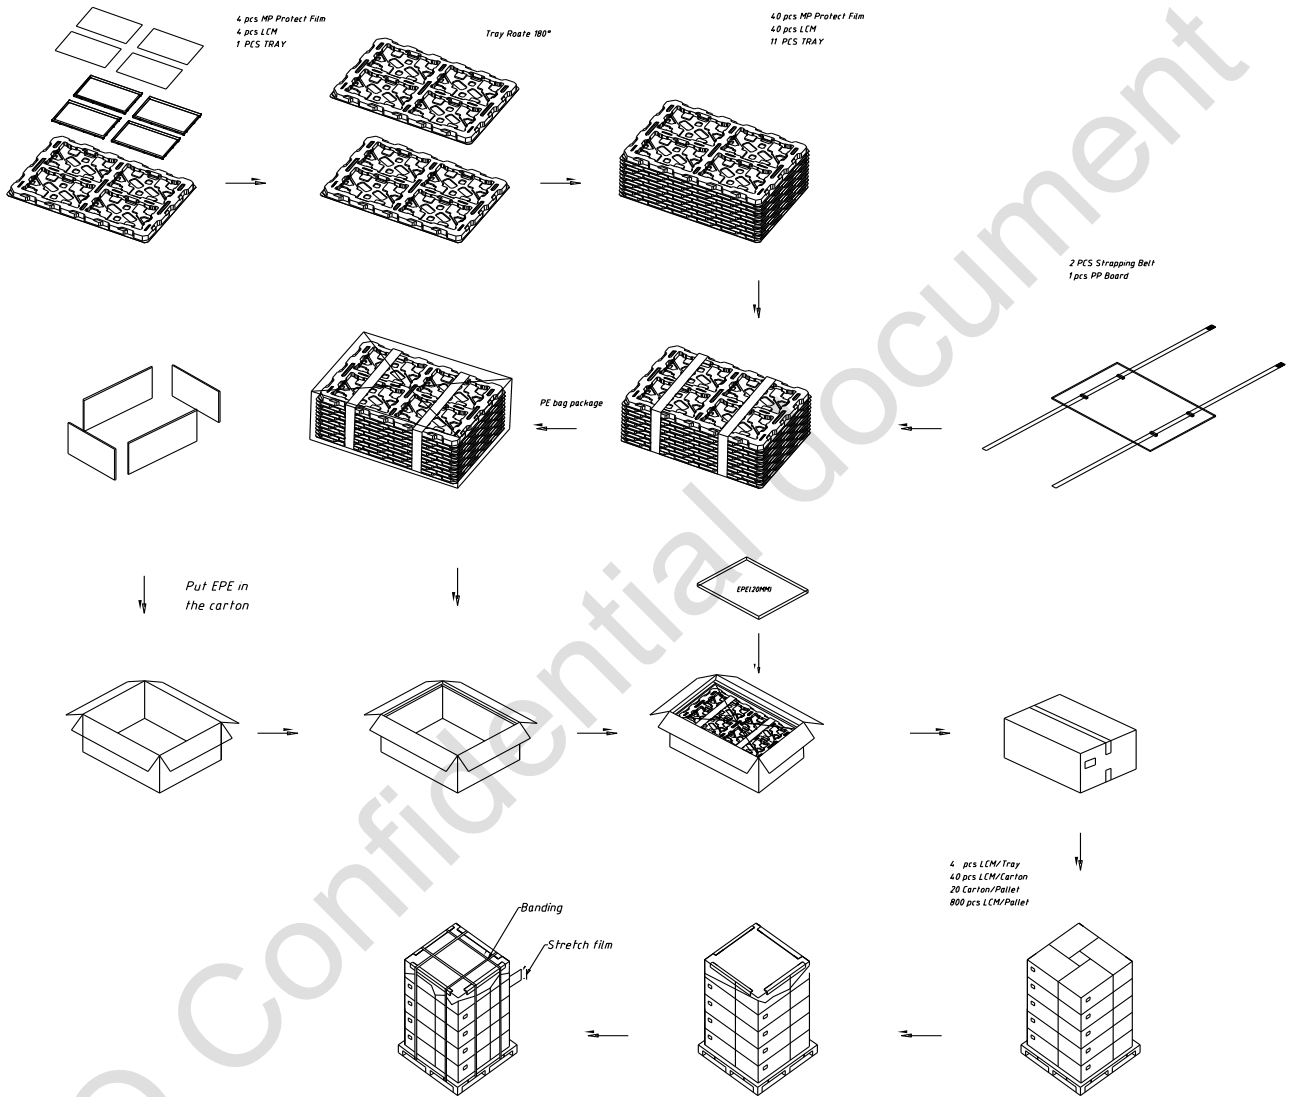 4 pcs MP Protect Film
4 pcs LCM
1 PCS TRAY
Tray Roate 180°
40 pcs MP Protect Film
40 pcs LCM
11 PCS TRAY
2 PCS Strapping Belt
1 pcs PP Board
PE bag package
Put EPE in
the carton
EPE(20MM)
4 pcs LCM/Tray
40 pcs LCM/Carton
20 Carton/Pallet
800 pcs LCM/Pallet
Banding
Stretch film
Confidential document